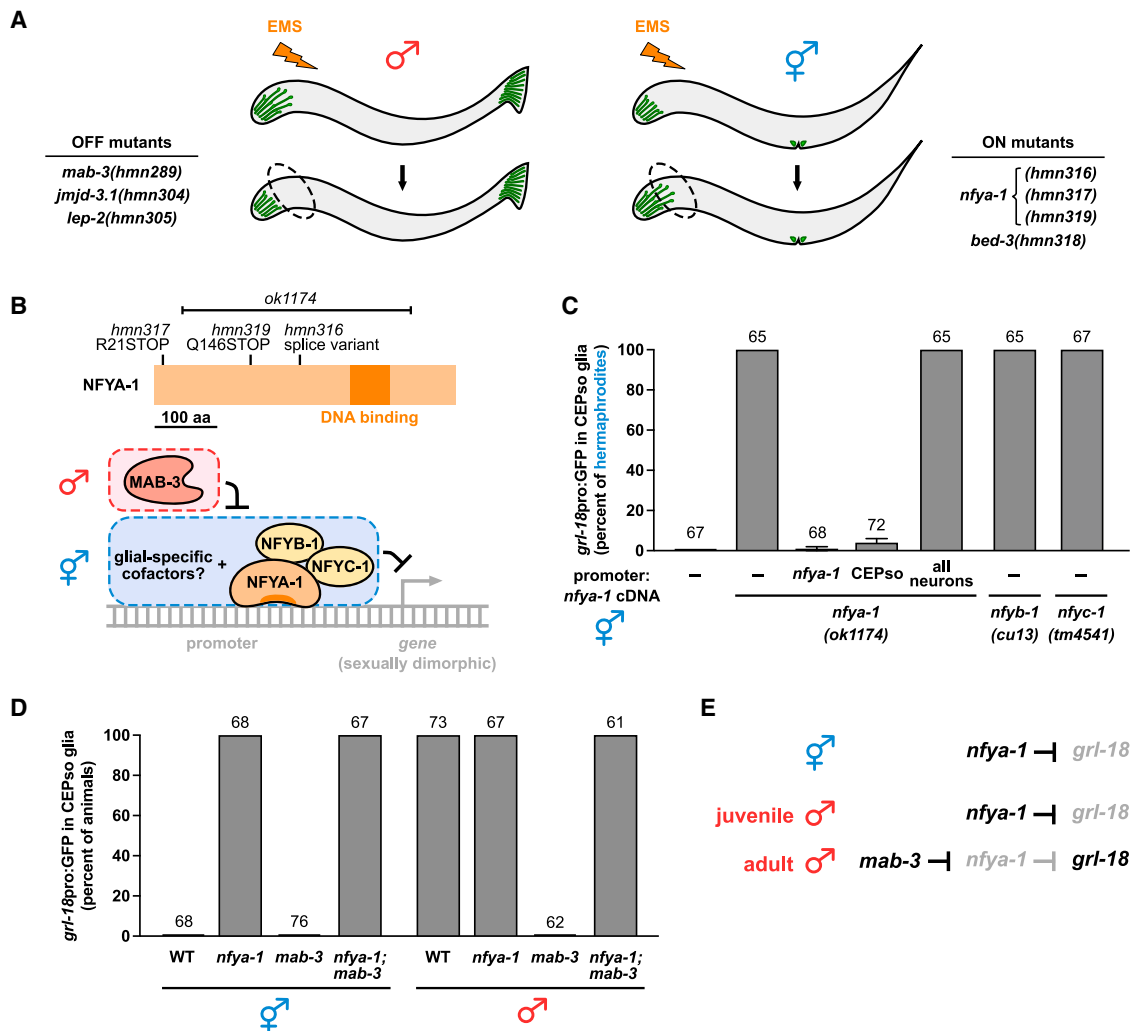 A
EMS
♂
EMS
⚥
OFF mutants
mab-3(hmn289)
jmjd-3.1(hmn304)
lep-2(hmn305)
ON mutants
nfya-1 { (hmn316)
(hmn317)
(hmn319)
bed-3(hmn318)
B
ok1174
hmn317
R21STOP
hmn319
Q146STOP
hmn316
splice variant
NFYA-1
100 aa
DNA binding
♂
MAB-3
⚥
glial-specific
cofactors?
+
NFYB-1
NFYC-1
NFYA-1
promoter
gene
(sexually dimorphic)
C
grl-18pro:GFP in CEPso glia
(percent of hermaphrodites)
100
80
60
40
20
0
67
65
68
72
65
65
67
promoter:
nfya-1 cDNA
– – nfya-1 CEPso all
neurons – –
⚥
nfya-1
(ok1174)
nfyb-1
(cu13)
nfyc-1
(tm4541)
D
grl-18pro:GFP in CEPso glia
(percent of animals)
100
80
60
40
20
0
68
68
76
67
73
67
62
61
WT nfya-1 mab-3 nfya-1;
mab-3
WT nfya-1 mab-3 nfya-1;
mab-3
⚥
♂
E
⚥ nfya-1 ⊣ grl-18
juvenile ♂ nfya-1 ⊣ grl-18
adult ♂ mab-3 ⊣ nfya-1 ⊣ grl-18